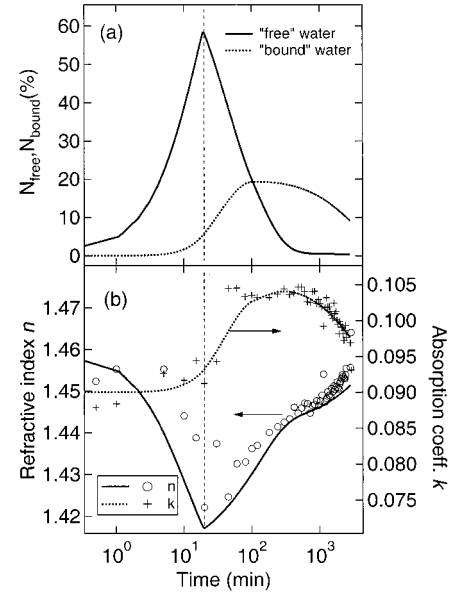 (a)
"free" water
"bound" water
N_free,N_bound(%)
60
50
40
30
20
10
0
(b)
Refractive index n
1.47
1.46
1.45
1.44
1.43
1.42
0.105
0.100
0.095
0.090
0.085
0.080
0.075
Absorption coeff. k
n
k
10^0
10^1
10^2
10^3
Time (min)